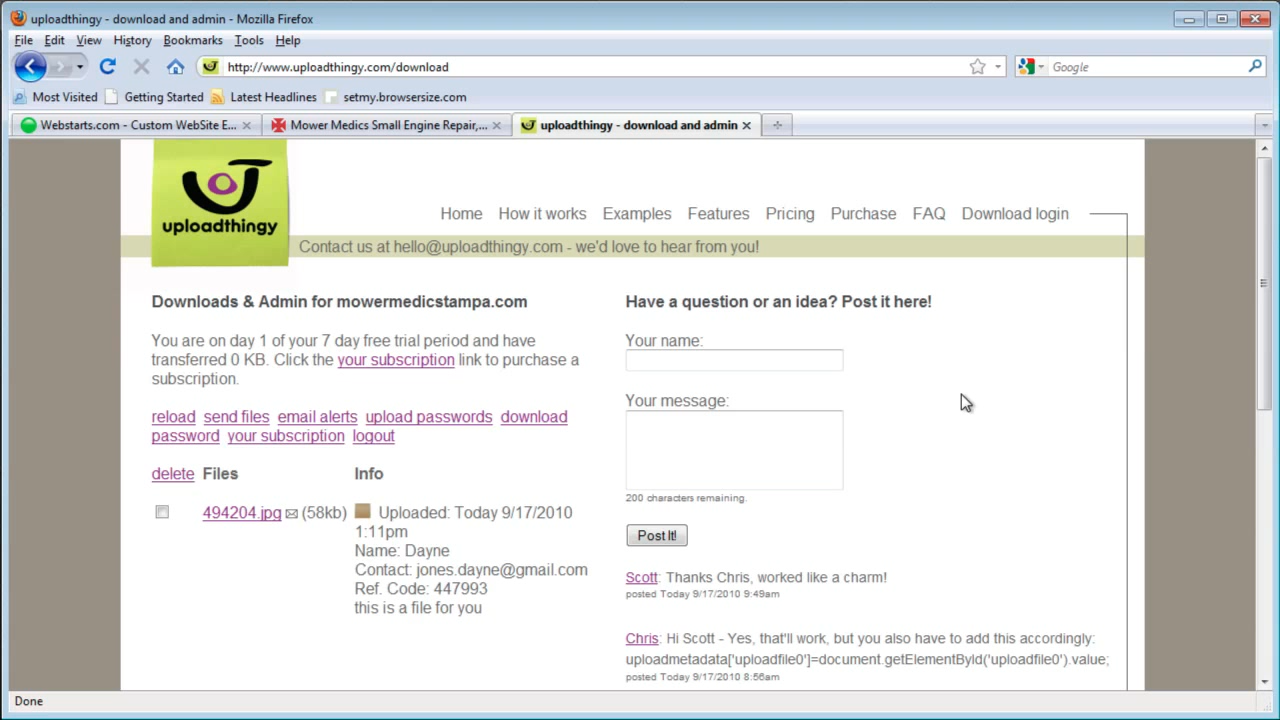 uploadthingy - download and admin - Mozilla Firefox
File Edit View History Bookmarks Tools Help
http://www.uploadthingy.com/download
Google
Most Visited Getting Started Latest Headlines setmy.browsersize.com
Webstarts.com - Custom WebSite E...
Mower Medics Small Engine Repair,...
uploadthingy - download and admin
uploadthingy
Home How it works Examples Features Pricing Purchase FAQ Download login
Contact us at hello@uploadthingy.com - we'd love to hear from you!
Downloads & Admin for mowermedicstampa.com
You are on day 1 of your 7 day free trial period and have
transferred 0 KB. Click the your subscription link to purchase a
subscription.
reload send files email alerts upload passwords download
password your subscription logout
delete Files Info
494204.jpg (58kb) Uploaded: Today 9/17/2010
1:11pm
Name: Dayne
Contact: jones.dayne@gmail.com
Ref. Code: 447993
this is a file for you
Have a question or an idea? Post it here!
Your name:
Your message:
200 characters remaining.
Post It!
Scott: Thanks Chris, worked like a charm!
posted Today 9/17/2010 9:49am
Chris: Hi Scott - Yes, that'll work, but you also have to add this accordingly:
uploadmetadata['uploadfile0']=document.getElementById('uploadfile0').value;
posted Today 9/17/2010 8:56am
Done